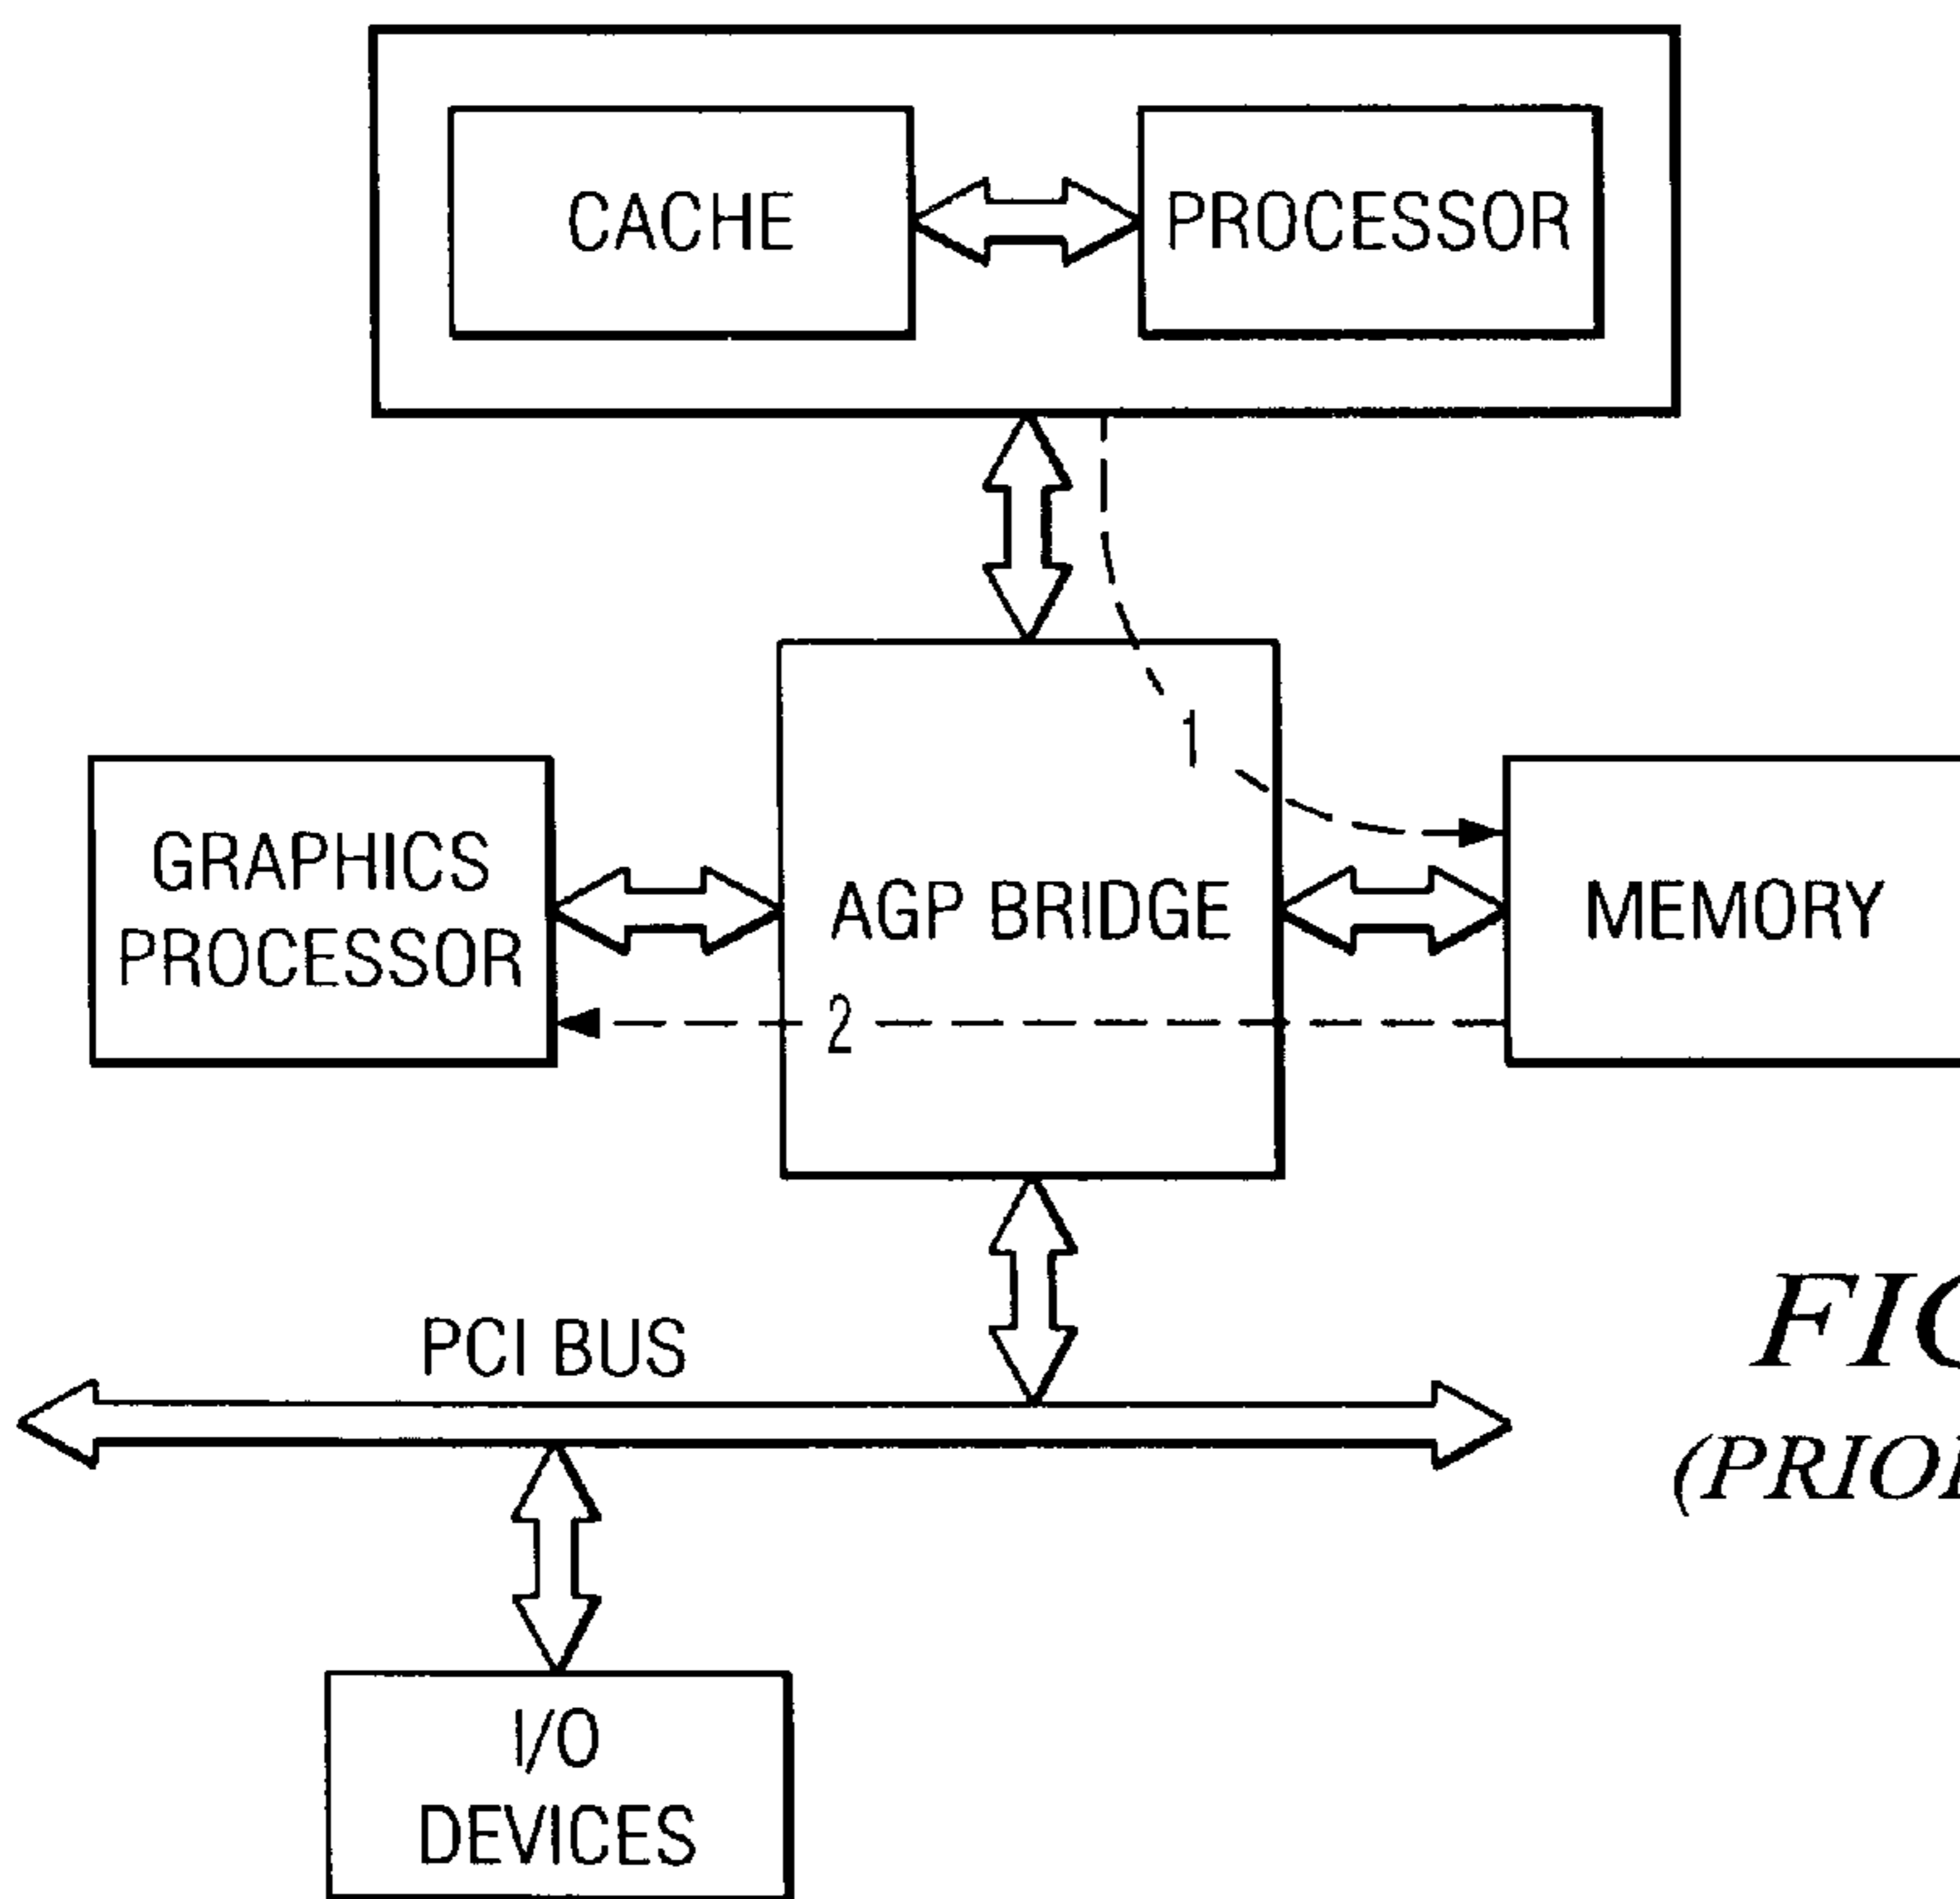 CACHE
PROCESSOR
1
GRAPHICS
PROCESSOR
AGP BRIDGE
MEMORY
2
PCI BUS
I/O
DEVICES